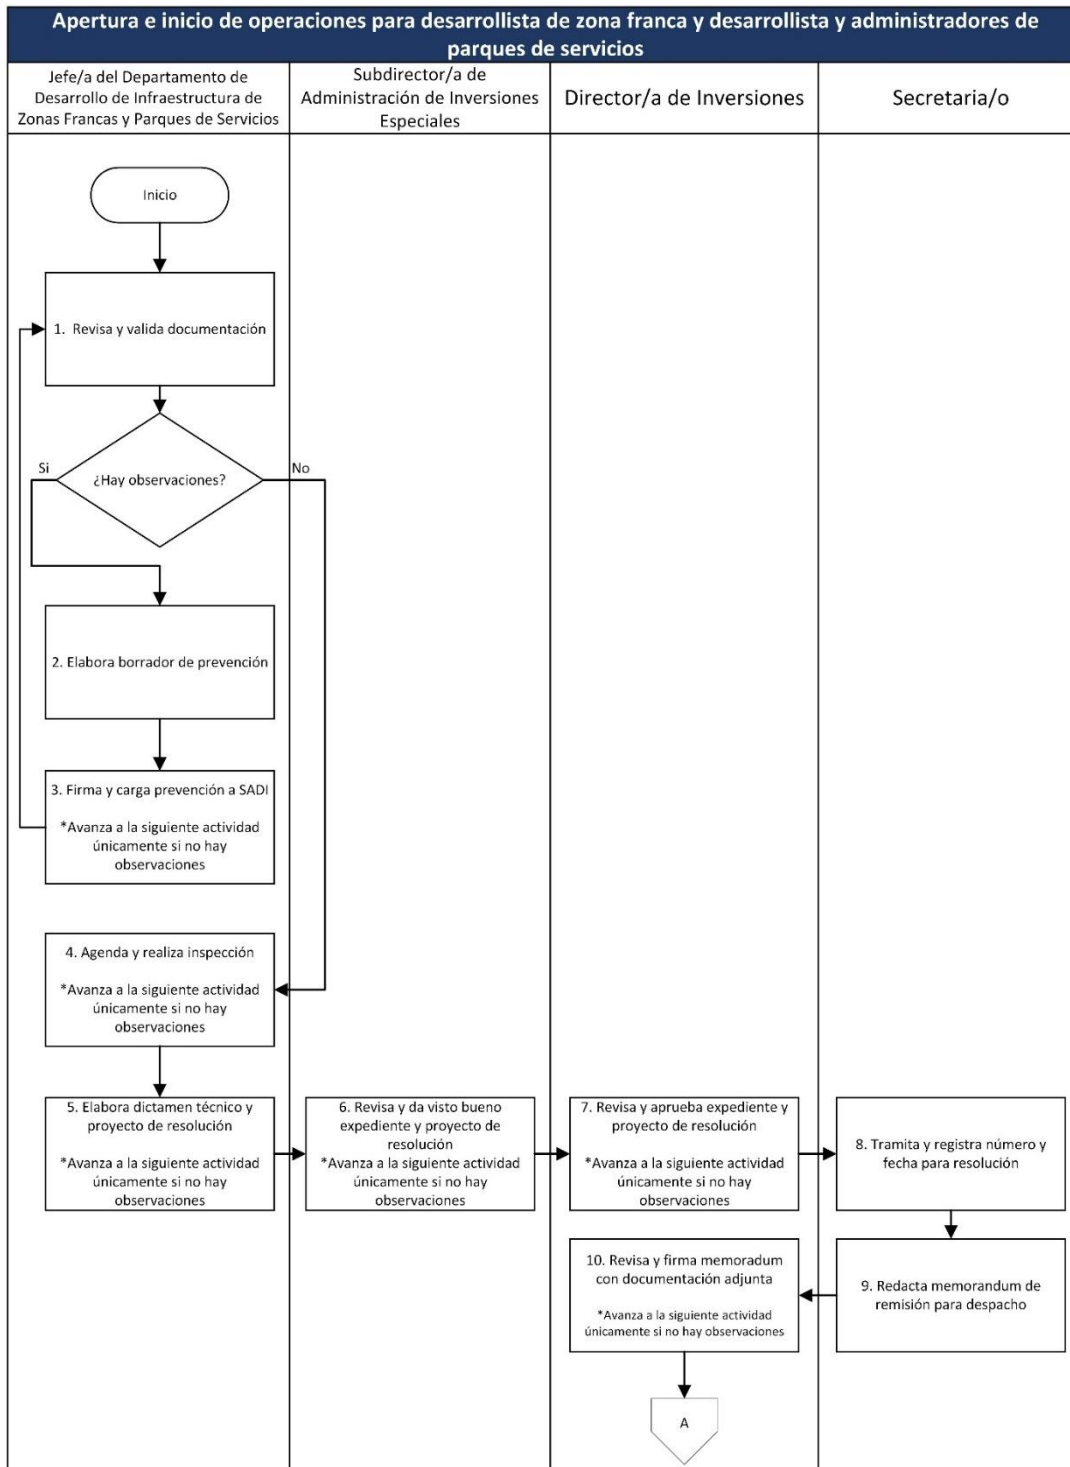 Apertura e inicio de operaciones para desarrollista de zona franca y desarrollista y administradores de
parques de servicios
Jefe/a del Departamento de
Desarrollo de Infraestructura de
Zonas Francas y Parques de Servicios
Subdirector/a de
Administración de Inversiones
Especiales
Director/a de Inversiones
Secretaria/o
Inicio
1. Revisa y valida documentación
¿Hay observaciones?
Si
No
2. Elabora borrador de prevención
3. Firma y carga prevención a SADI
*Avanza a la siguiente actividad
únicamente si no hay
observaciones
4. Agenda y realiza inspección
*Avanza a la siguiente actividad
únicamente si no hay
observaciones
5. Elabora dictamen técnico y
proyecto de resolución
*Avanza a la siguiente actividad
únicamente si no hay
observaciones
6. Revisa y da visto bueno
expediente y proyecto de
resolución
*Avanza a la siguiente actividad
únicamente si no hay
observaciones
7. Revisa y aprueba expediente y
proyecto de resolución
*Avanza a la siguiente actividad
únicamente si no hay
observaciones
8. Tramita y registra número y
fecha para resolución
9. Redacta memorandum de
remisión para despacho
10. Revisa y firma memoradum
con documentación adjunta
*Avanza a la siguiente actividad
únicamente si no hay observaciones
A